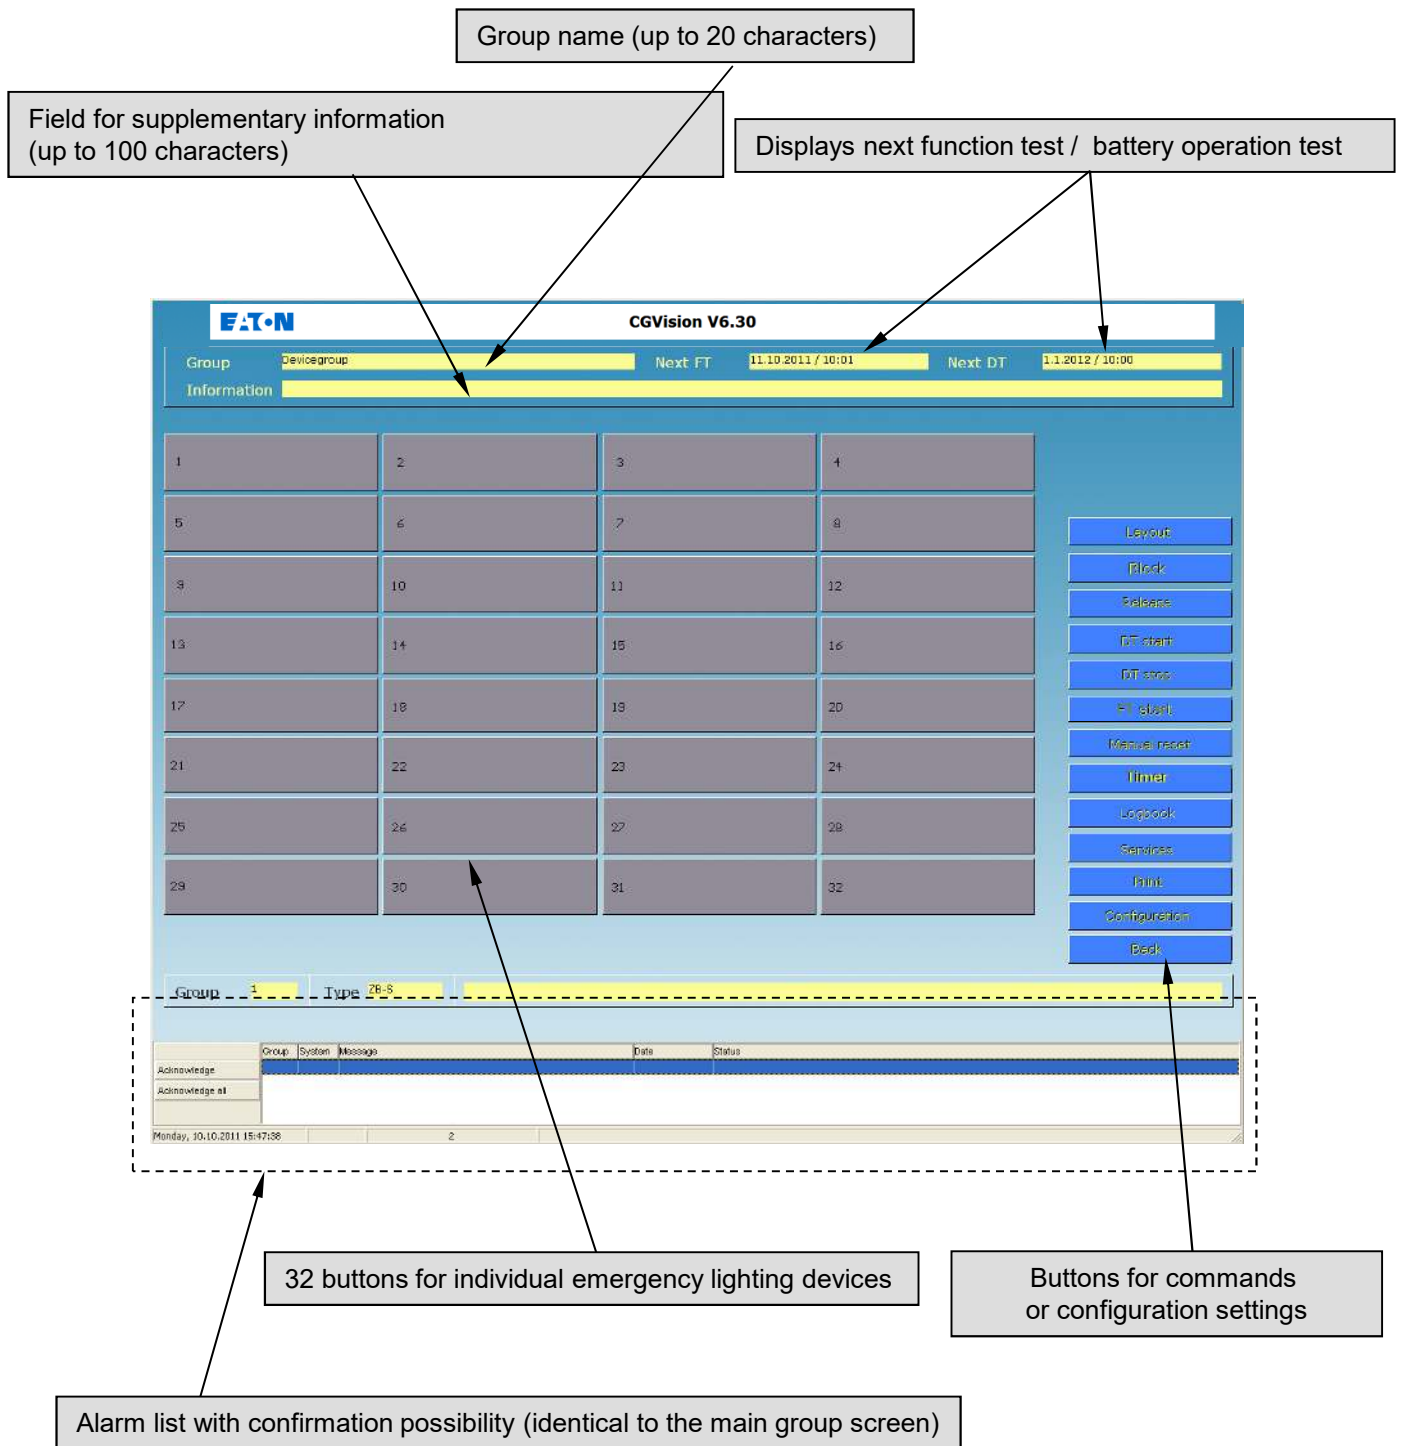 Group name (up to 20 characters)
Field for supplementary information
(up to 100 characters)
Displays next function test / battery operation test
EATON
CGVision V6.30
Group
Devicegroup
Next FT
11.10.2011 / 10:01
Next DT
1.1.2012 / 10:00
Information
1
2
3
4
5
6
7
8
9
10
11
12
13
14
15
16
17
18
19
20
21
22
23
24
25
26
27
28
29
30
31
32
Layout
Block
Release
DT start
DT stop
FT start
Manual reset
Timer
Logbook
Services
Print
Configuration
Back
Group
1
Type
ZB-S
Group
System
Message
Date
Status
Acknowledge
Acknowledge all
Monday, 10.10.2011 15:47:38
2
32 buttons for individual emergency lighting devices
Buttons for commands
or configuration settings
Alarm list with confirmation possibility (identical to the main group screen)